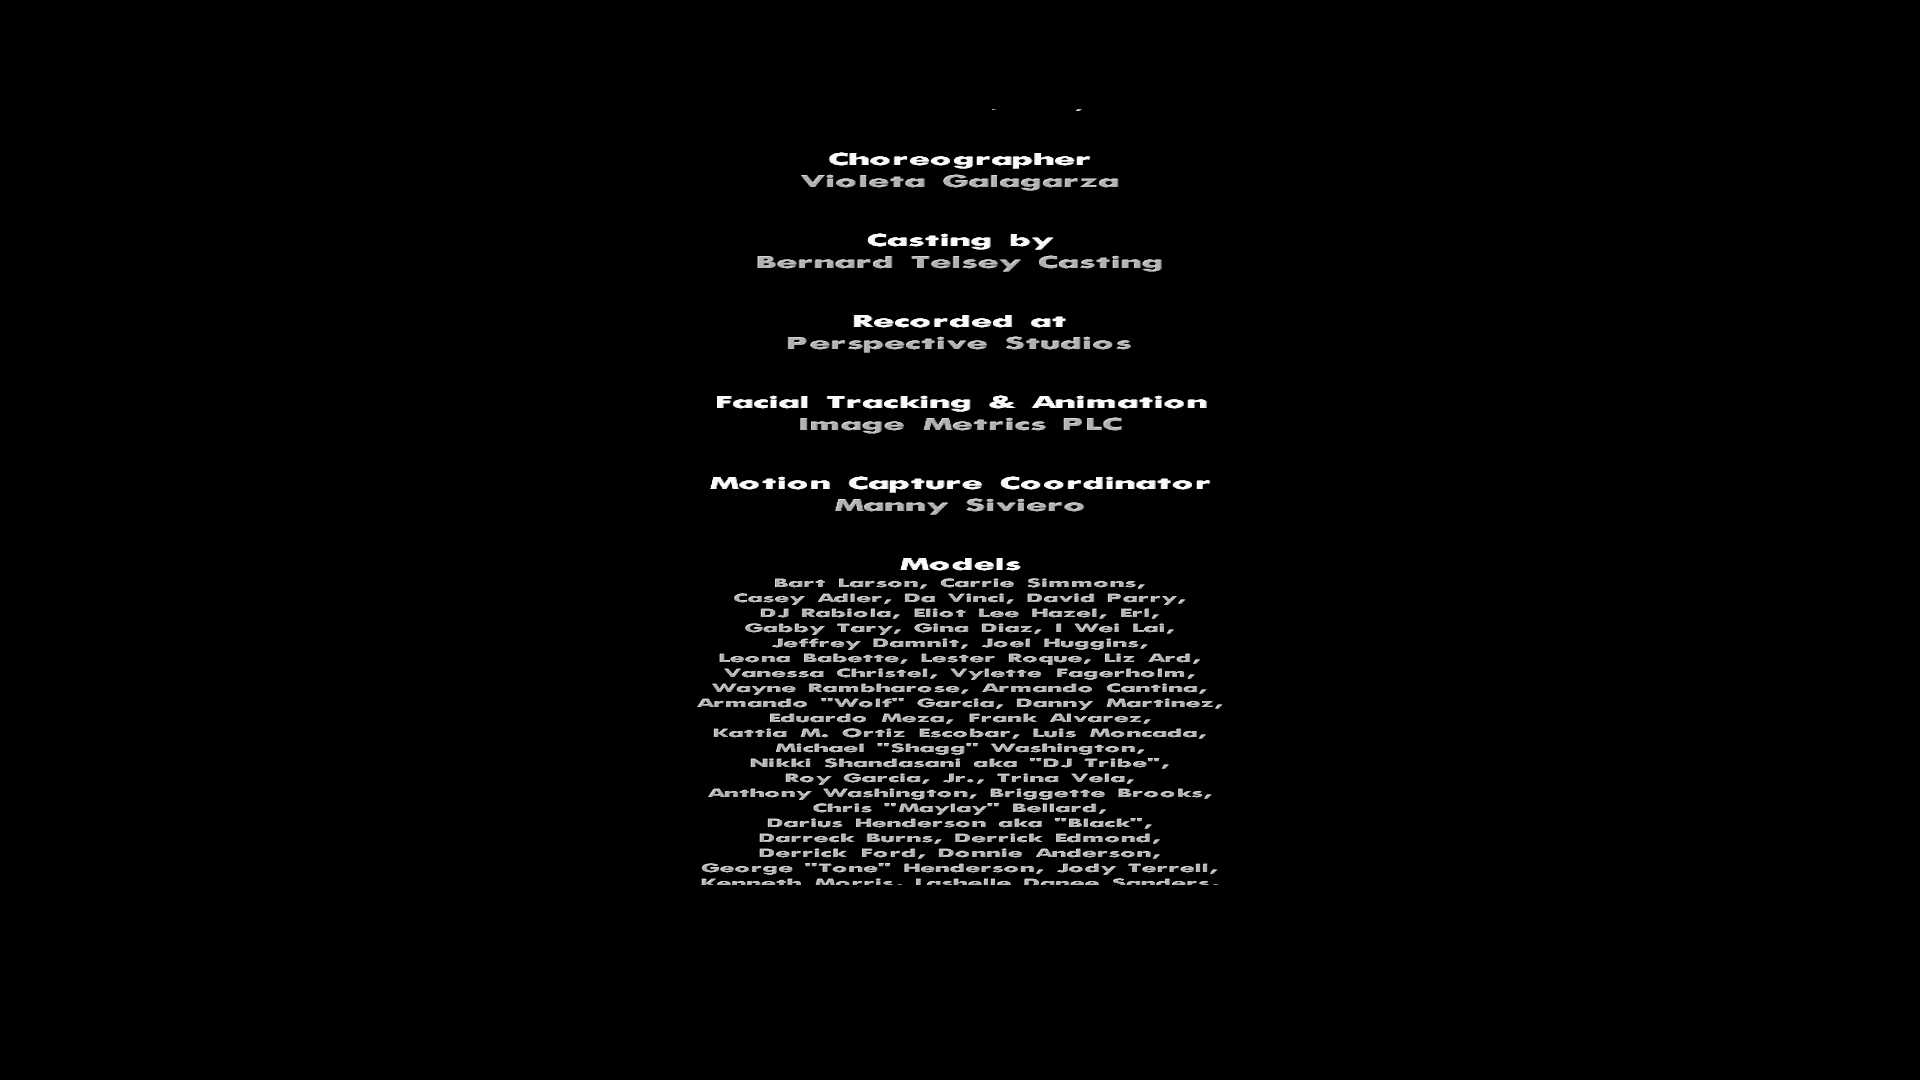 Choreographer
Violeta Galagarza
Casting by
Bernard Telsey Casting
Recorded at
Perspective Studios
Facial Tracking & Animation
Image Metrics PLC
Motion Capture Coordinator
Manny Siviero
Models
Bart Larson, Carrie Simmons,
Casey Adler, Da Vinci, David Parry,
DJ Rabiola, Eliot Lee Hazel, Erl,
Gabby Tary, Gina Diaz, I Wei Lai,
Jeffrey Damnit, Joel Huggins,
Leona Babette, Lester Roque, Liz Ard,
Vanessa Christel, Vylette Fagerholm,
Wayne Rambharose, Armando Cantina,
Armando "Wolf" Garcia, Danny Martinez,
Eduardo Meza, Frank Alvarez,
Kattia M. Ortiz Escobar, Luis Moncada,
Michael "Shagg" Washington,
Nikki Shandasani aka "DJ Tribe",
Roy Garcia, Jr., Trina Vela,
Anthony Washington, Briggette Brooks,
Chris "Maylay" Bellard,
Darius Henderson aka "Black",
Darreck Burns, Derrick Edmond,
Derrick Ford, Donnie Anderson,
George "Tone" Henderson, Jody Terrell,
Kenneth Morris, Lashelle Danee Sanders,